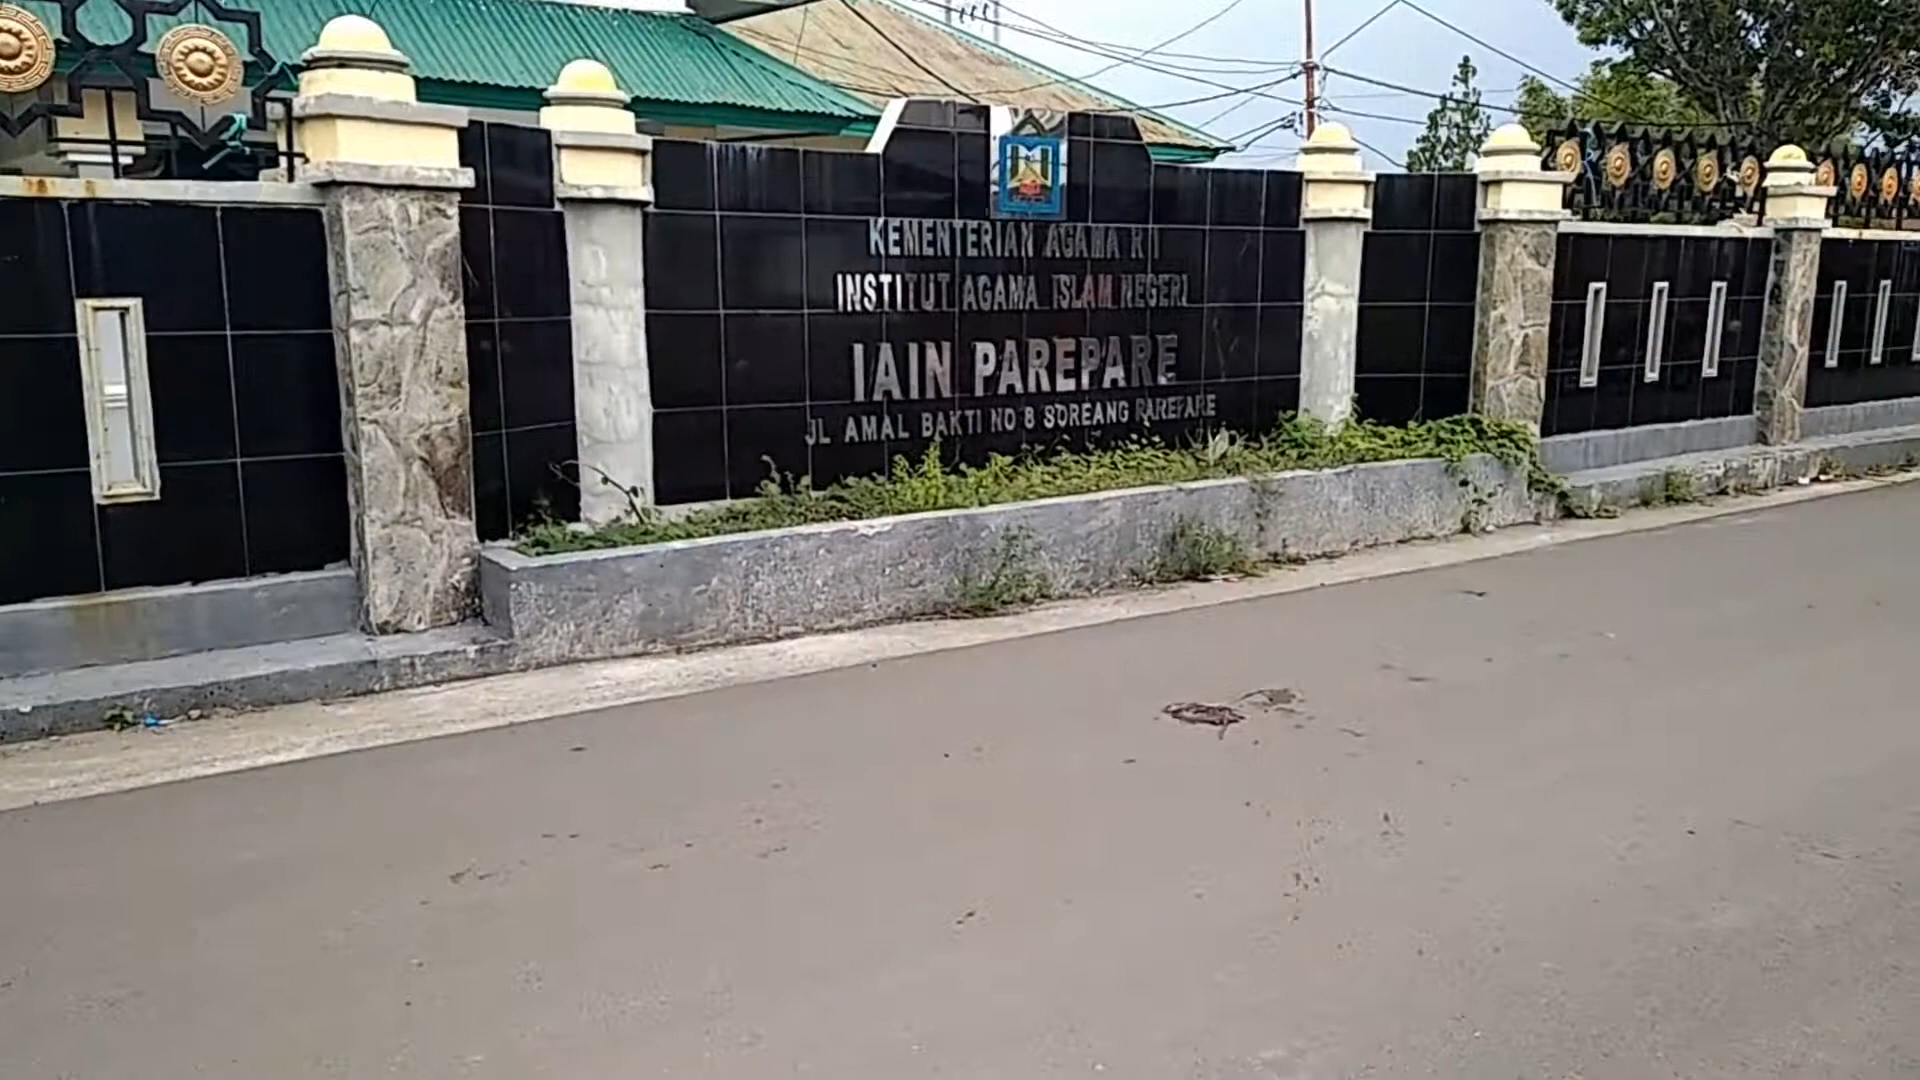 KEMENTERIAN AGAMA R I
INSTITUT AGAMA ISLAM NEGERI
IAIN PAREPARE
JL AMAL BAKTI NO 8 SOREANG PAREPARE